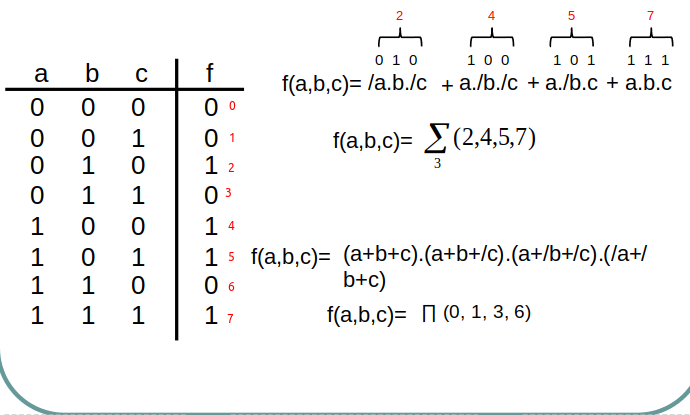 2 4 5 7
0 1 0 1 0 0 1 0 1 1 1 1
f(a,b,c)= /a.b./c + a./b./c + a./b.c + a.b.c
f(a,b,c)= ∑ (2,4,5,7)
3
a b c f
0 0 0 0 0
0 0 1 0 1
0 1 0 1 2
0 1 1 0 3
1 0 0 1 4
1 0 1 1 5
1 1 0 0 6
1 1 1 1 7
f(a,b,c)= (a+b+c).(a+b+/c).(a+/b+/c).(/a+/
b+c)
f(a,b,c)= ∏ (0, 1, 3, 6)